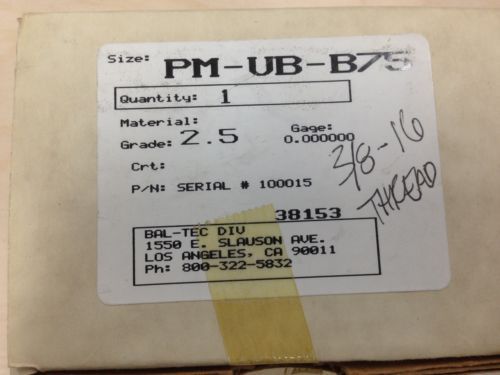 Size: PM-UB-B75
Quantity: 1
Material:
Grade: 2.5 Gage: 0.000000
Crt:
P/N: SERIAL # 100015
38153
BAL-TEC DIV
1550 E. SLAUSON AVE.
LOS ANGELES, CA 90011
Ph: 800-322-5832
3/8-16
THREAD